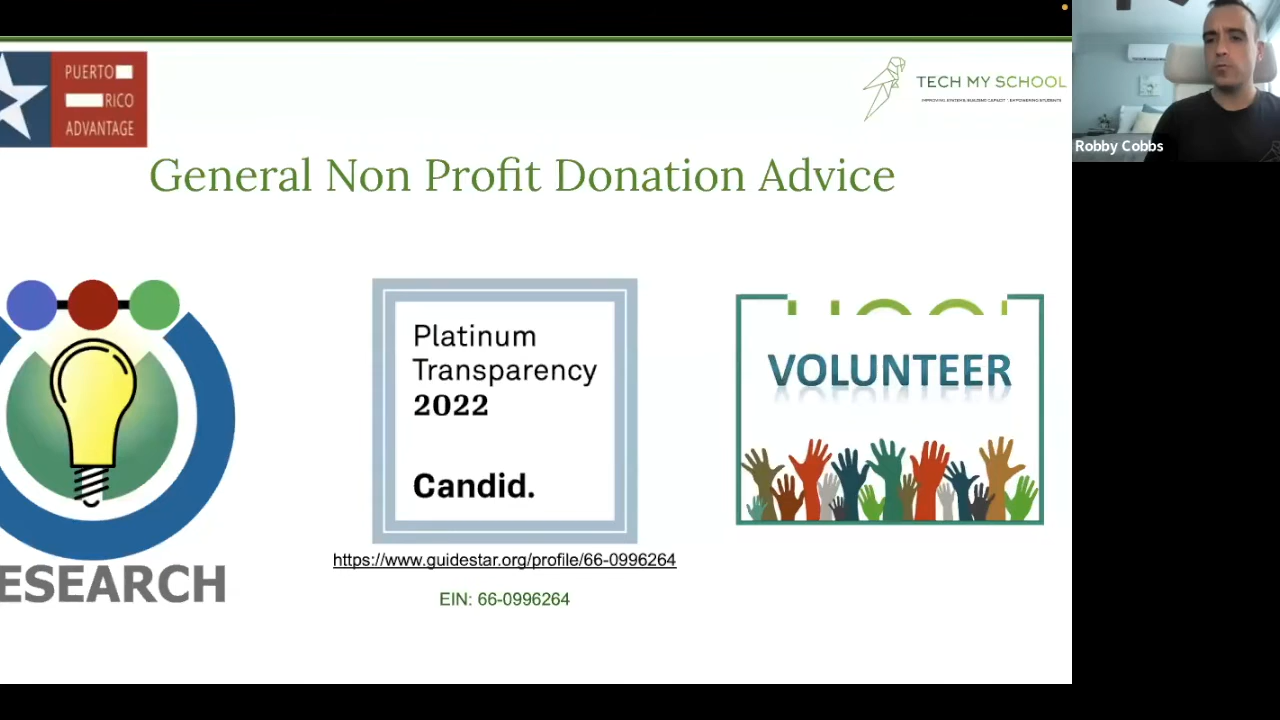 PUERTO
RICO
ADVANTAGE
TECH MY SCHOOL
Robby Cobbs
General Non Profit Donation Advice
Platinum
Transparency
2022
Candid.
VOLUNTEER
https://www.guidestar.org/profile/66-0996264
ESEARCH
EIN: 66-0996264